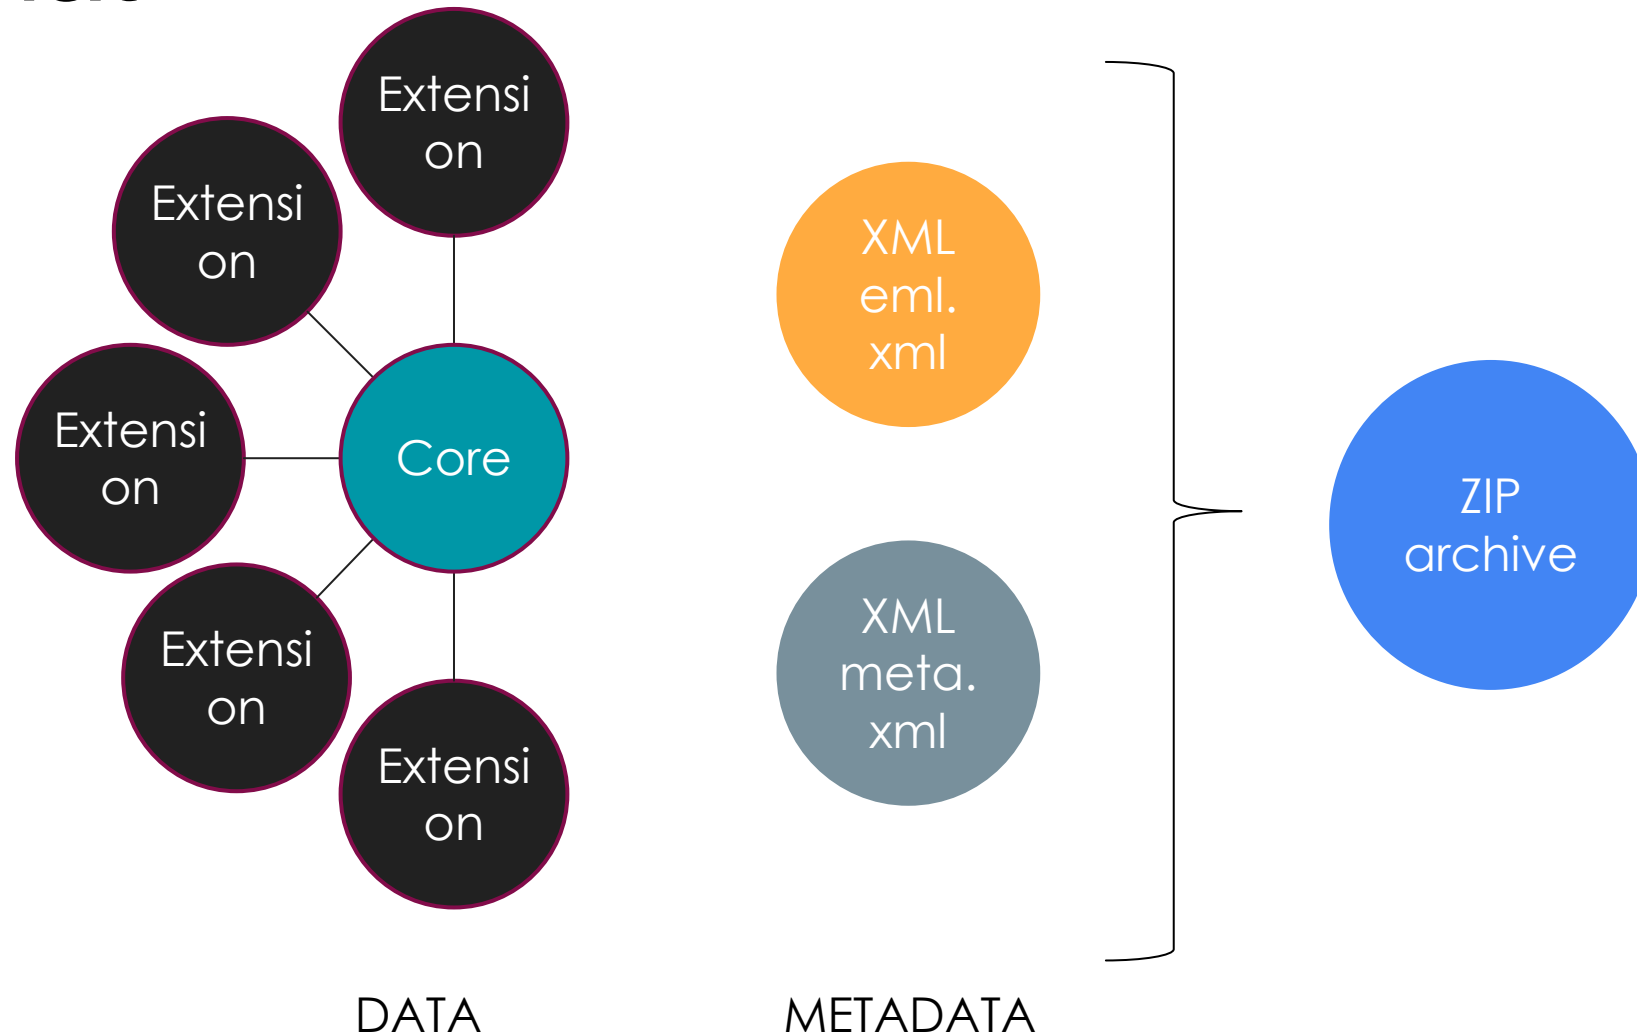 Extensi
on
Extensi
on
Extensi
on
Core
Extensi
on
Extensi
on
XML
eml.
xml
XML
meta.
xml
ZIP
archive
DATA
METADATA